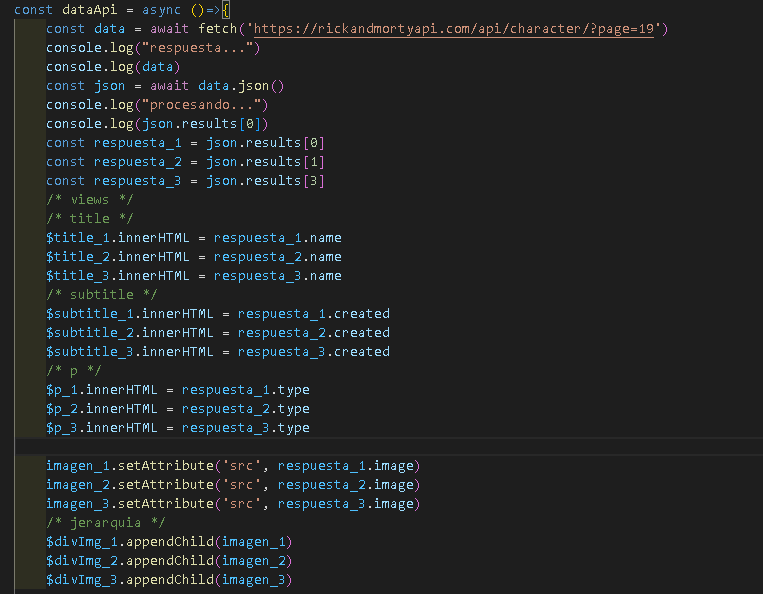 const dataApi = async ()=>{
const data = await fetch('https://rickandmortyapi.com/api/character/?page=19')
console.log("respuesta...")
console.log(data)
const json = await data.json()
console.log("procesando...")
console.log(json.results[0])
const respuesta_1 = json.results[0]
const respuesta_2 = json.results[1]
const respuesta_3 = json.results[3]
/* views */
/* title */
$title_1.innerHTML = respuesta_1.name
$title_2.innerHTML = respuesta_2.name
$title_3.innerHTML = respuesta_3.name
/* subtitle */
$subtitle_1.innerHTML = respuesta_1.created
$subtitle_2.innerHTML = respuesta_2.created
$subtitle_3.innerHTML = respuesta_3.created
/* p */
$p_1.innerHTML = respuesta_1.type
$p_2.innerHTML = respuesta_2.type
$p_3.innerHTML = respuesta_3.type
imagen_1.setAttribute('src', respuesta_1.image)
imagen_2.setAttribute('src', respuesta_2.image)
imagen_3.setAttribute('src', respuesta_3.image)
/* jerarquia */
$divImg_1.appendChild(imagen_1)
$divImg_2.appendChild(imagen_2)
$divImg_3.appendChild(imagen_3)